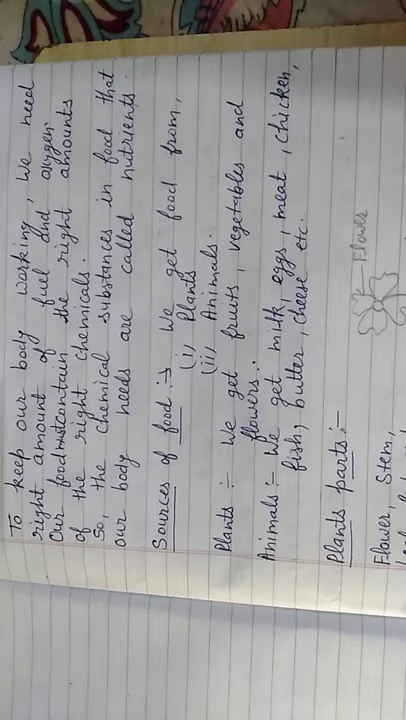 To keep our body working, We need
right amount of fuel and oxygen.
Our food must contain the right amounts
of the right chemicals.
So, the chemical substances in food that
our body needs are called nutrients.
Sources of food :→ We get food from,
(i) Plants
(ii) Animals.
Plants :- We get fruits, vegetables and
flowers.
Animals :- We get milk, eggs, meat, chicken,
fish, butter, cheese etc.
Plants parts :-
Flower
Flower, Stem,